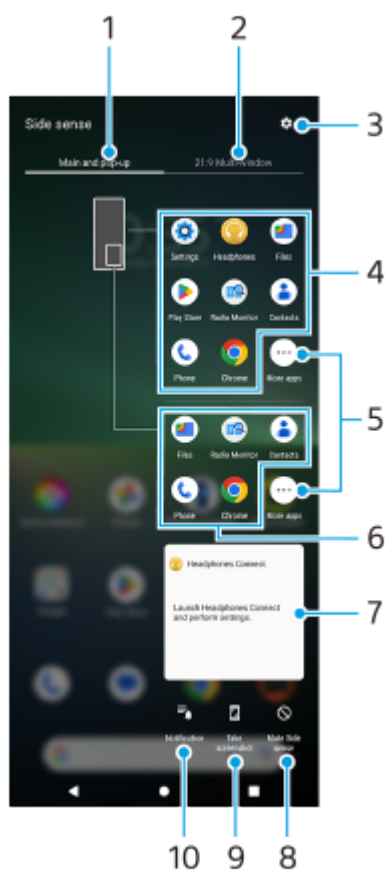 1
2
Side sense
3
Main and pop-up
21:9 Multi-window
Settings
Headphones
Files
4
Play Store
Radio Monitor
Contacts
Phone
Chrome
More apps
5
Files
Radio Monitor
Contacts
Phone
Chrome
More apps
6
Headphones Connect
Launch Headphones Connect
and perform settings.
7
Notification
Take
screenshot
Mute Side
sense
10
9
8